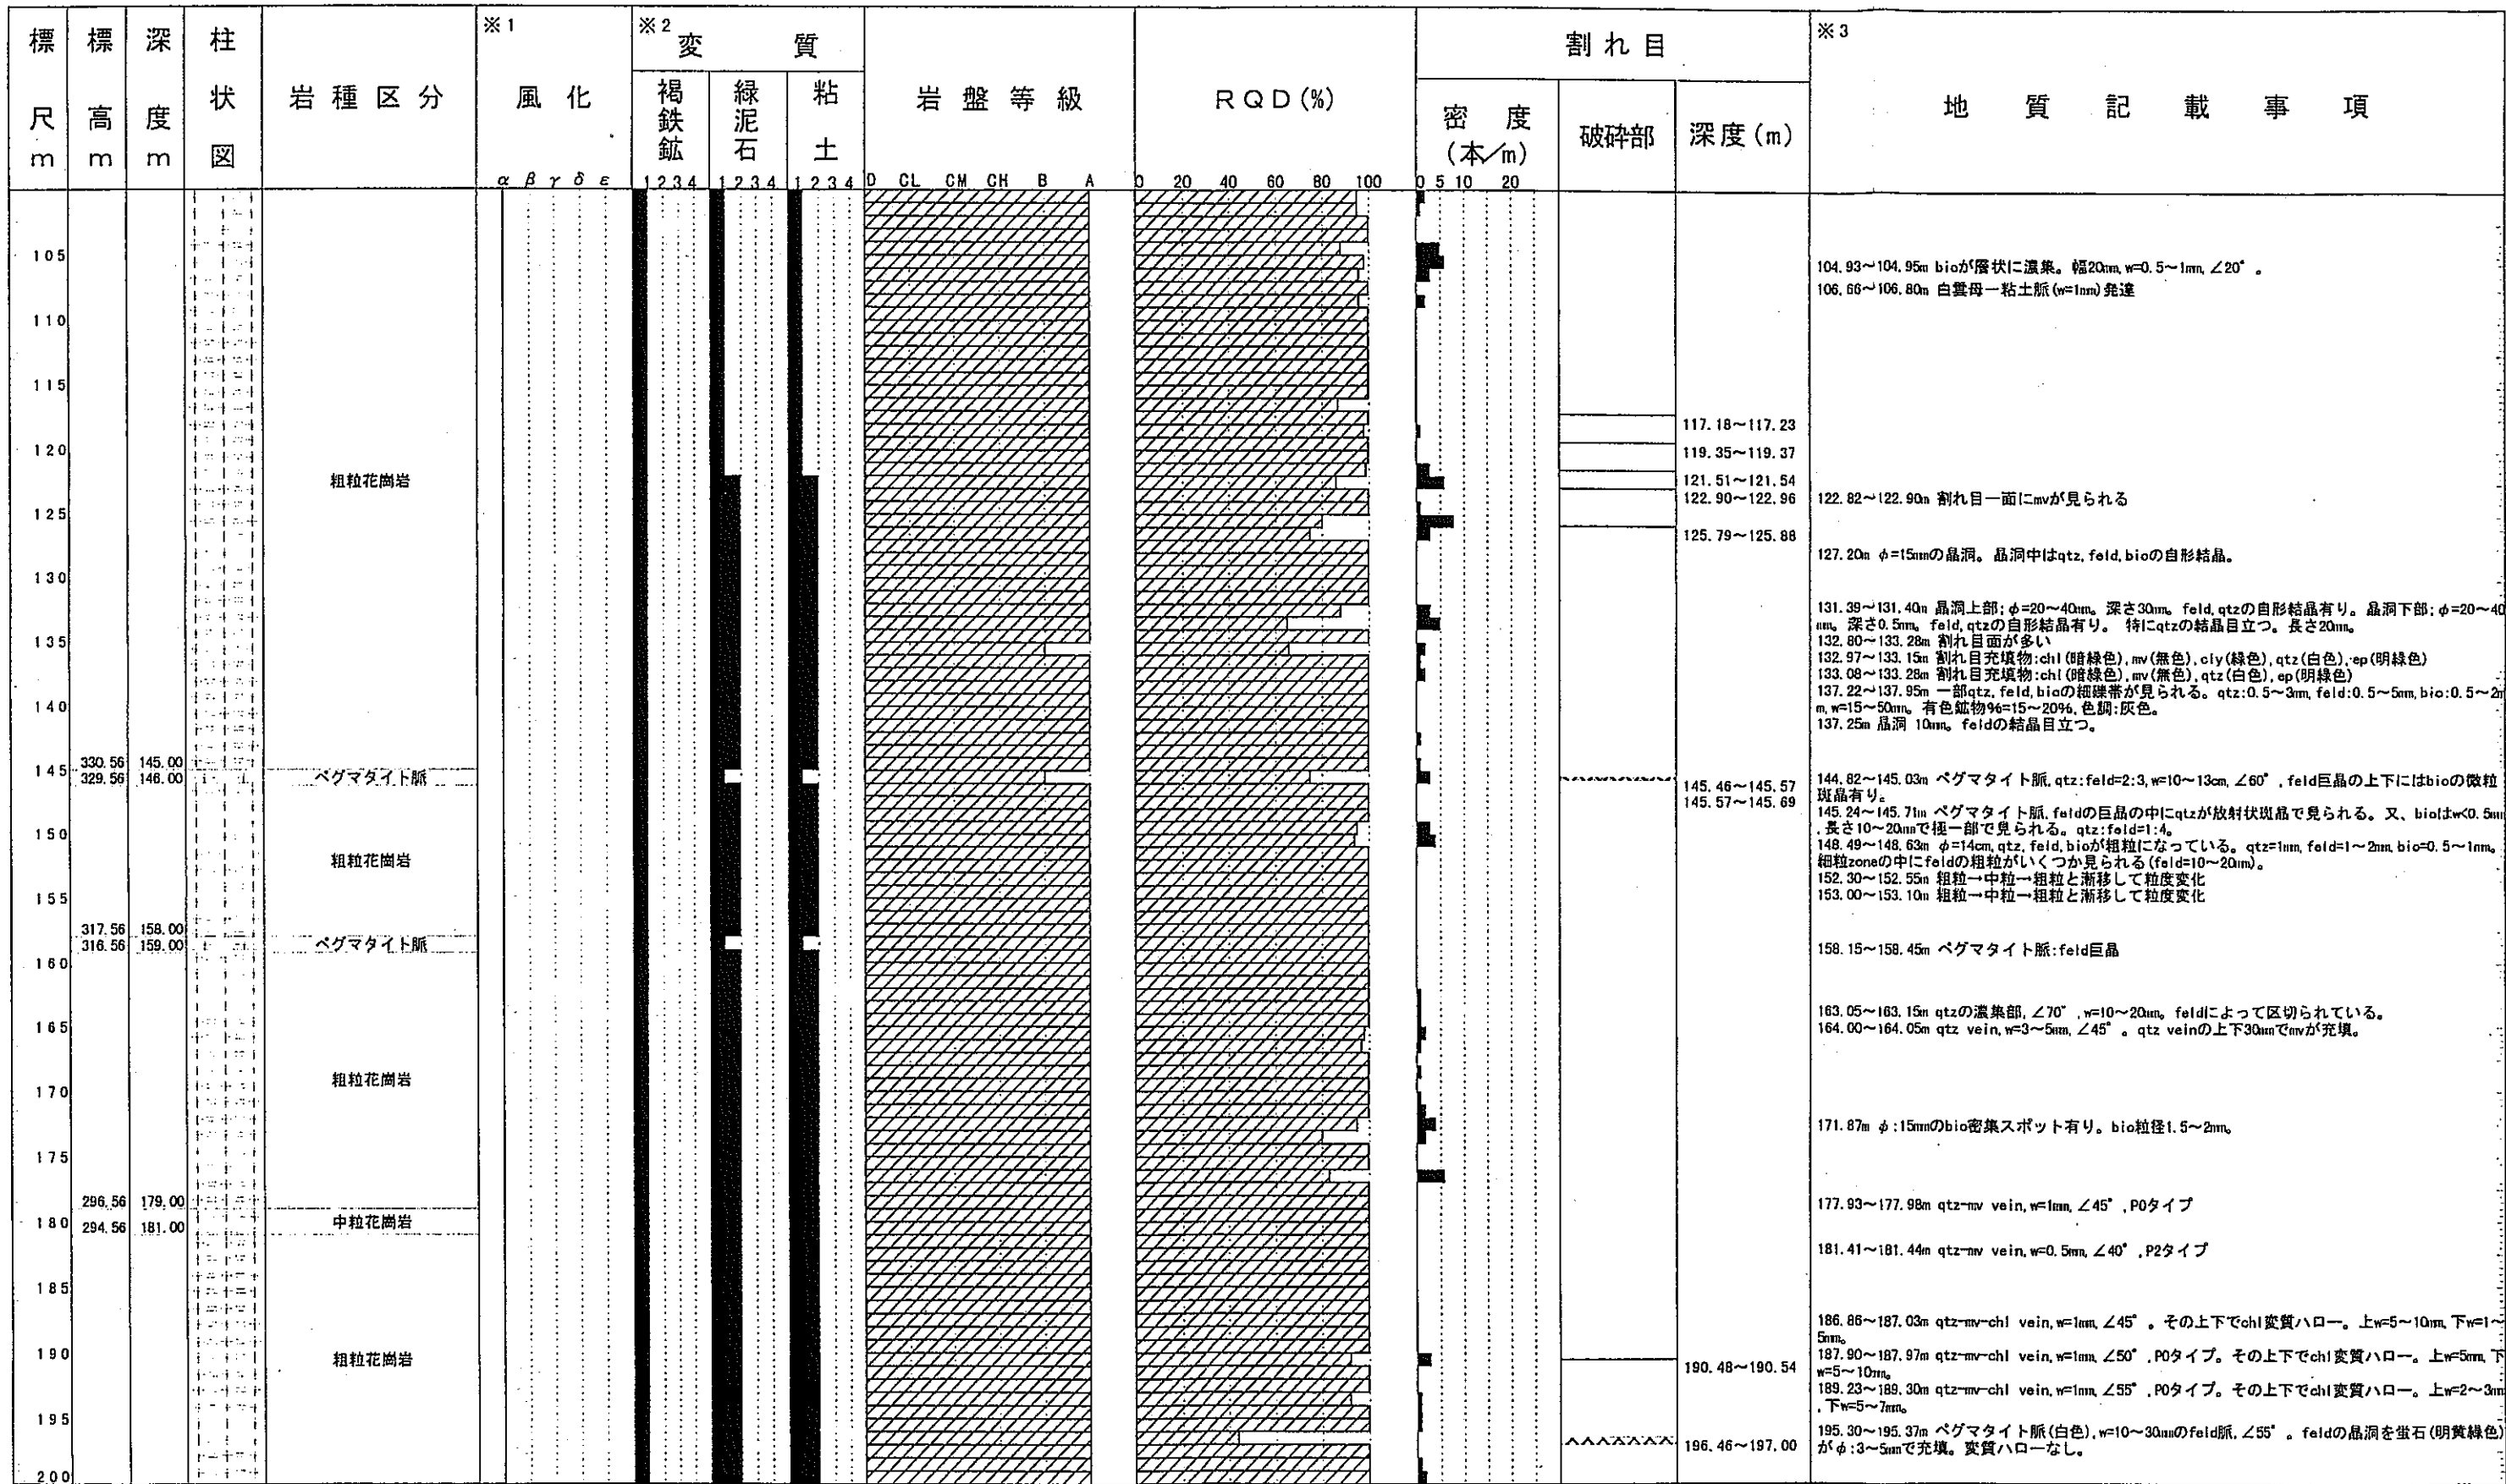 標尺m
標高m
深度m
柱状図
岩種区分
※1
風化
α β γ δ ε
※2
変質
褐鉄鉱
緑泥石
粘土
1 2 3 4
1 2 3 4
1 2 3 4
岩盤等級
D CL CM CH B A
RQD(%)
0 20 40 60 80 100
割れ目
密度
(本/m)
0 5 10 20
破砕部
深度(m)
※3
地質記載事項
105
110
115
120
125
130
135
140
145
150
155
160
165
170
175
180
185
190
195
200
330.56 145.00
329.56 146.00
317.56 158.00
316.56 159.00
296.56 179.00
294.56 181.00
粗粒花崗岩
ペグマタイト脈
粗粒花崗岩
ペグマタイト脈
粗粒花崗岩
中粒花崗岩
粗粒花崗岩
117.18~117.23
119.35~119.37
121.51~121.54
122.90~122.96
125.79~125.88
145.46~145.57
145.57~145.69
190.48~190.54
196.46~197.00
104.93~104.95m bioが層状に濃集。幅20mm, w=0.5~1mm, ∠20°。
106.66~106.80m 白雲母ー粘土脈(w=1mm)発達
122.82~122.90m 割れ目一面にmvが見られる
127.20m φ=15mmの晶洞。晶洞中はqtz, feld, bioの自形結晶。
131.39~131.40m 晶洞上部;φ=20~40mm。深さ30mm。feld, qtzの自形結晶有り。晶洞下部;φ=20~40
mm。深さ0.5mm。feld, qtzの自形結晶有り。 特にqtzの結晶目立つ。長さ20mm。
132.80~133.28m 割れ目面が多い
132.97~133.15m 割れ目充填物:chl(暗緑色), mv(無色), cly(緑色), qtz(白色), ep(明緑色)
133.08~133.28m 割れ目充填物:chl(暗緑色), mv(無色), qtz(白色), ep(明緑色)
137.22~137.95m 一部qtz, feld, bioの細礫帯が見られる。qtz:0.5~3mm, feld:0.5~5mm, bio:0.5~2m
m, w=15~50mm。有色鉱物%=15~20%, 色調:灰色。
137.25m 晶洞 10mm。feldの結晶目立つ。
144.82~145.03m ペグマタイト脈, qtz:feld=2:3, w=10~13cm, ∠60°, feld巨晶の上下にはbioの微粒
斑晶有り。
145.24~145.71m ペグマタイト脈, feldの巨晶の中にqtzが放射状斑晶で見られる。又、bioはw<0.5mm
, 長さ10~20mmで極一部で見られる。qtz:feld=1:4。
148.49~148.63m φ=14cm, qtz, feld, bioが粗粒になっている。qtz=1mm, feld=1~2mm, bio=0.5~1mm。
細粒zoneの中にfeldの粗粒がいくつか見られる(feld=10~20mm)。
152.30~152.55m 粗粒→中粒→粗粒と漸移して粒度変化
153.00~153.10m 粗粒→中粒→粗粒と漸移して粒度変化
158.15~158.45m ペグマタイト脈:feld巨晶
163.05~163.15m qtzの濃集部, ∠70°, w=10~20mm。feldによって区切られている。
164.00~164.05m qtz vein, w=3~5mm, ∠45°。qtz veinの上下30mmでmvが充填。
171.87m φ:15mmのbio密集スポット有り。bio粒径1.5~2mm。
177.93~177.98m qtz-mv vein, w=1mm, ∠45°, P0タイプ
181.41~181.44m qtz-mv vein, w=0.5mm, ∠40°, P2タイプ
186.86~187.03m qtz-mv-chl vein, w=1mm, ∠45°。その上下でchl変質ハロー。上w=5~10mm, 下w=1~
5mm。
187.90~187.97m qtz-mv-chl vein, w=1mm, ∠50°, P0タイプ。その上下でchl変質ハロー。上w=5mm, 下
w=5~10mm。
189.23~189.30m qtz-mv-chl vein, w=1mm, ∠55°, P0タイプ。その上下でchl変質ハロー。上w=2~3mm
, 下w=5~7mm。
195.30~195.37m ペグマタイト脈(白色), w=10~30mmのfeld脈, ∠55°。feldの晶洞を蛍石(明黄緑色)
がφ:3~5mmで充填。変質ハローなし。